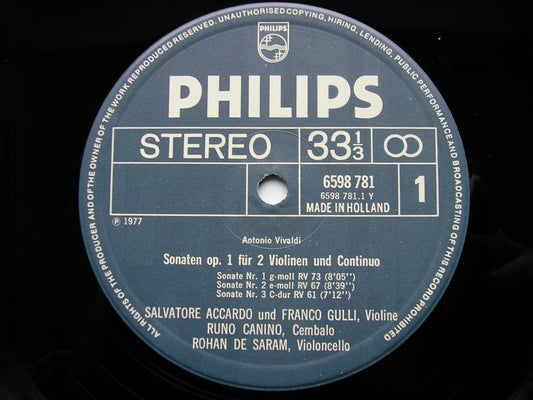 ALL RIGHTS OF THE PRODUCER AND OF THE OWNER OF THE WORK REPRODUCED RESERVED. UNAUTHORISED COPYING, HIRING, LENDING, PUBLIC PERFORMANCE AND BROADCASTING OF THIS RECORD PROHIBITED
PHILIPS
PHILIPS
STEREO
33 1/3
6598 781
6598 781.1 Y
MADE IN HOLLAND
1
℗ 1977
Antonio Vivaldi
Sonaten op. 1 für 2 Violinen und Continuo
Sonate Nr. 1 g-moll RV 73 (8'05'')
Sonate Nr. 2 e-moll RV 67 (8'39'')
Sonate Nr. 3 C-dur RV 61 (7'12'')
SALVATORE ACCARDO und FRANCO GULLI, Violine
RUNO CANINO, Cembalo
ROHAN DE SARAM, Violoncello